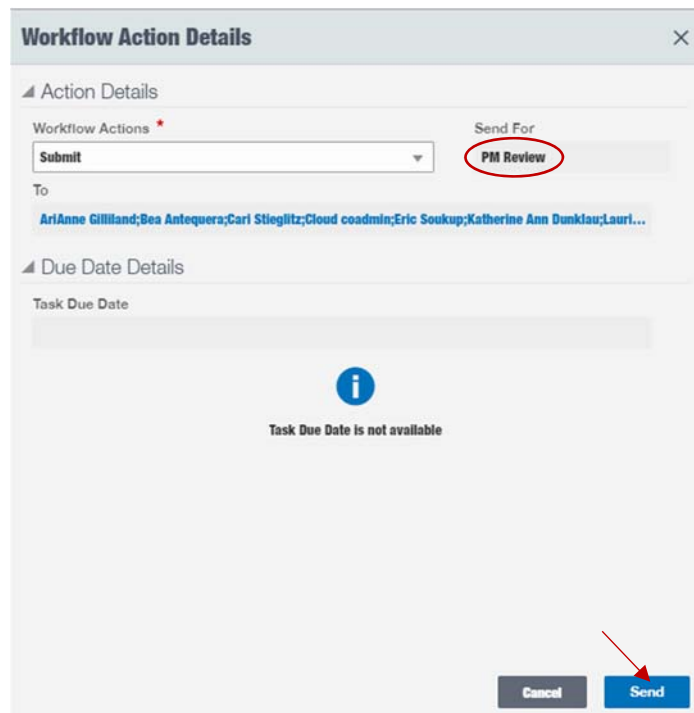 Workflow Action Details
Action Details
Workflow Actions *
Send For
Submit
PM Review
To
AriAnne Gilliland;Bea Antequera;Cari Stieglitz;Cloud coadmin;Eric Soukup;Katherine Ann Dunklau;Lauri...
Due Date Details
Task Due Date
Task Due Date is not available
Cancel
Send